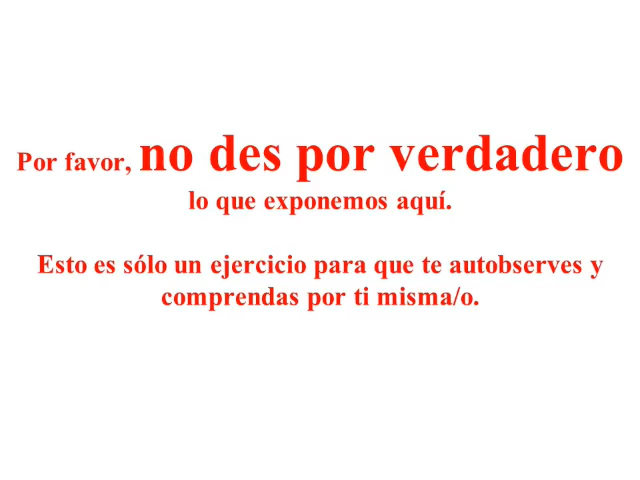 Por favor, no des por verdadero
lo que exponemos aquí.
Esto es sólo un ejercicio para que te autobserves y
comprendas por ti misma/o.